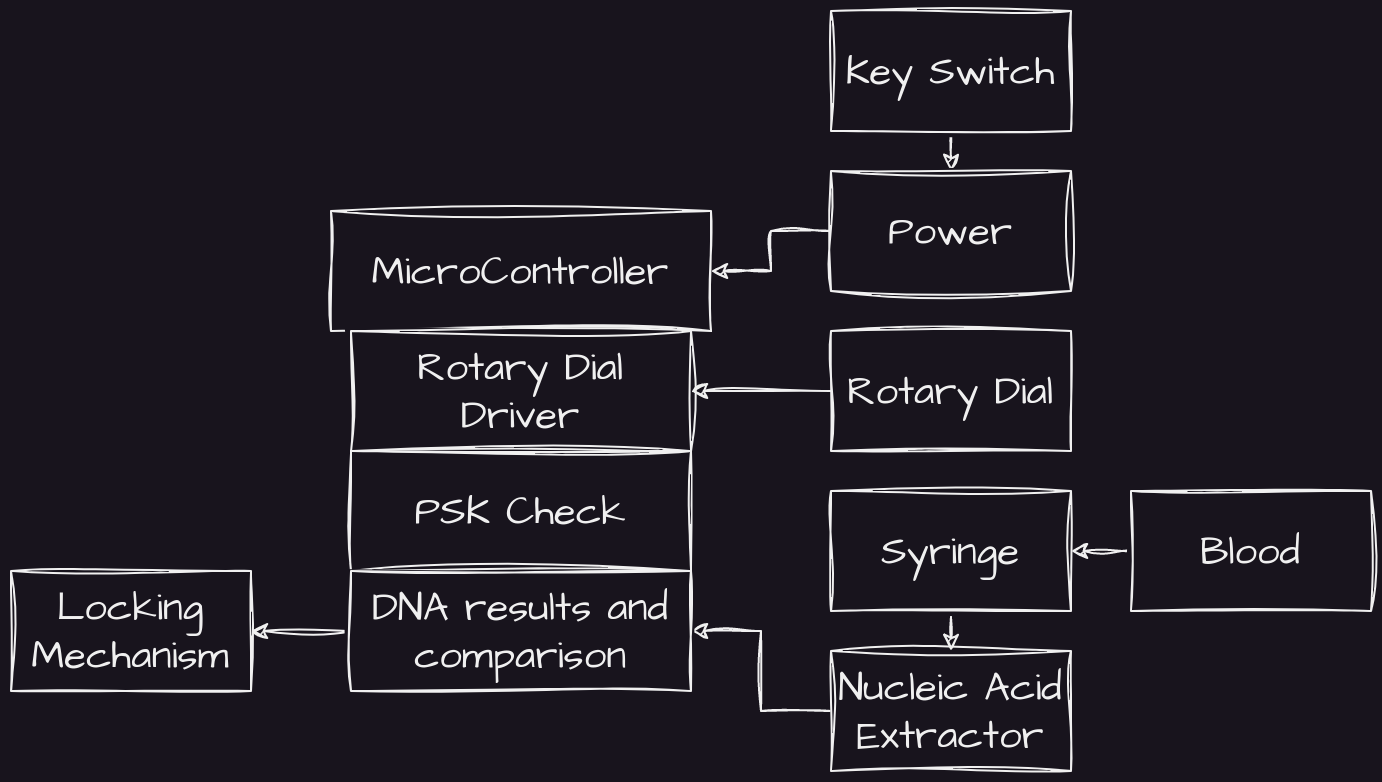 Key Switch
Power
MicroController
Rotary Dial
Driver
Rotary Dial
PSK Check
Syringe
Blood
Locking
Mechanism
DNA results and
comparison
Nucleic Acid
Extractor